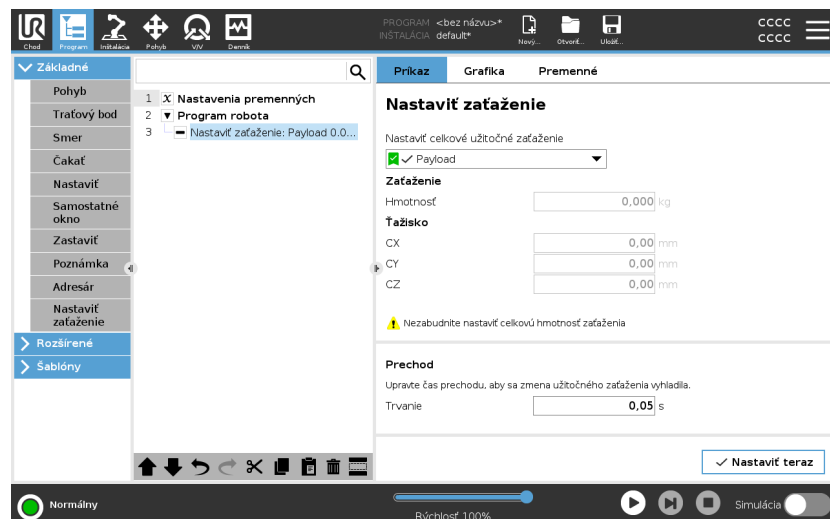 PROGRAM <bez názvu>*
INŠTALÁCIA default*
Chod Program Inštalácia Pohyb V/V Denník Nový... Otvoriť... Uložiť...
CCCC
CCCC
Základné
Pohyb
Traťový bod
Smer
Čakať
Nastaviť
Samostatné
okno
Zastaviť
Poznámka
Adresár
Nastaviť
zaťaženie
Rozšírené
Šablóny
1 X Nastavenia premenných
2 Program robota
3 Nastaviť zaťaženie: Payload 0.0...
Príkaz Grafika Premenné
Nastaviť zaťaženie
Nastaviť celkové užitočné zaťaženie
Payload
Zaťaženie
Hmotnosť 0,000 kg
Ťažisko
CX 0,00 mm
CY 0,00 mm
CZ 0,00 mm
Nezabudnite nastaviť celkovú hmotnosť zaťaženia
Prechod
Upravte čas prechodu, aby sa zmena užitočného zaťaženia vyhladila.
Trvanie 0,05 s
Nastaviť teraz
Normálny
Rýchlosť 100%
Simulácia